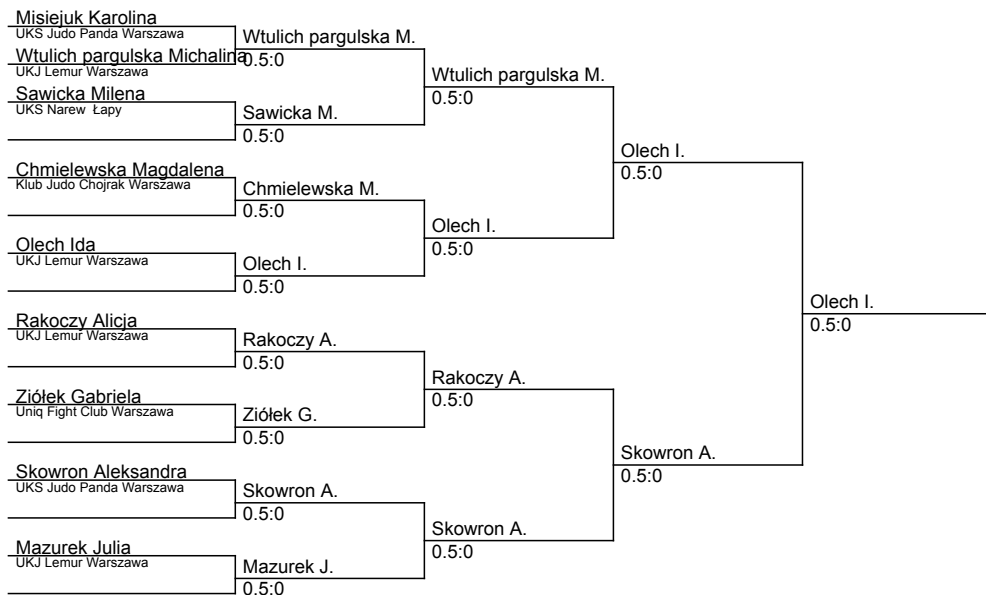 Misiejuk Karolina
UKS Judo Panda Warszawa
Wtulich pargulska Michalina
UKJ Lemur Warszawa
Sawicka Milena
UKS Narew Łapy
Chmielewska Magdalena
Klub Judo Chojrak Warszawa
Olech Ida
UKJ Lemur Warszawa
Rakoczy Alicja
UKJ Lemur Warszawa
Ziółek Gabriela
Uniq Fight Club Warszawa
Skowron Aleksandra
UKS Judo Panda Warszawa
Mazurek Julia
UKJ Lemur Warszawa
Wtulich pargulska M.
0.5:0
Sawicka M.
0.5:0
Chmielewska M.
0.5:0
Olech I.
0.5:0
Rakoczy A.
0.5:0
Ziółek G.
0.5:0
Skowron A.
0.5:0
Mazurek J.
0.5:0
Wtulich pargulska M.
0.5:0
Olech I.
0.5:0
Rakoczy A.
0.5:0
Skowron A.
0.5:0
Olech I.
0.5:0
Skowron A.
0.5:0
Olech I.
0.5:0